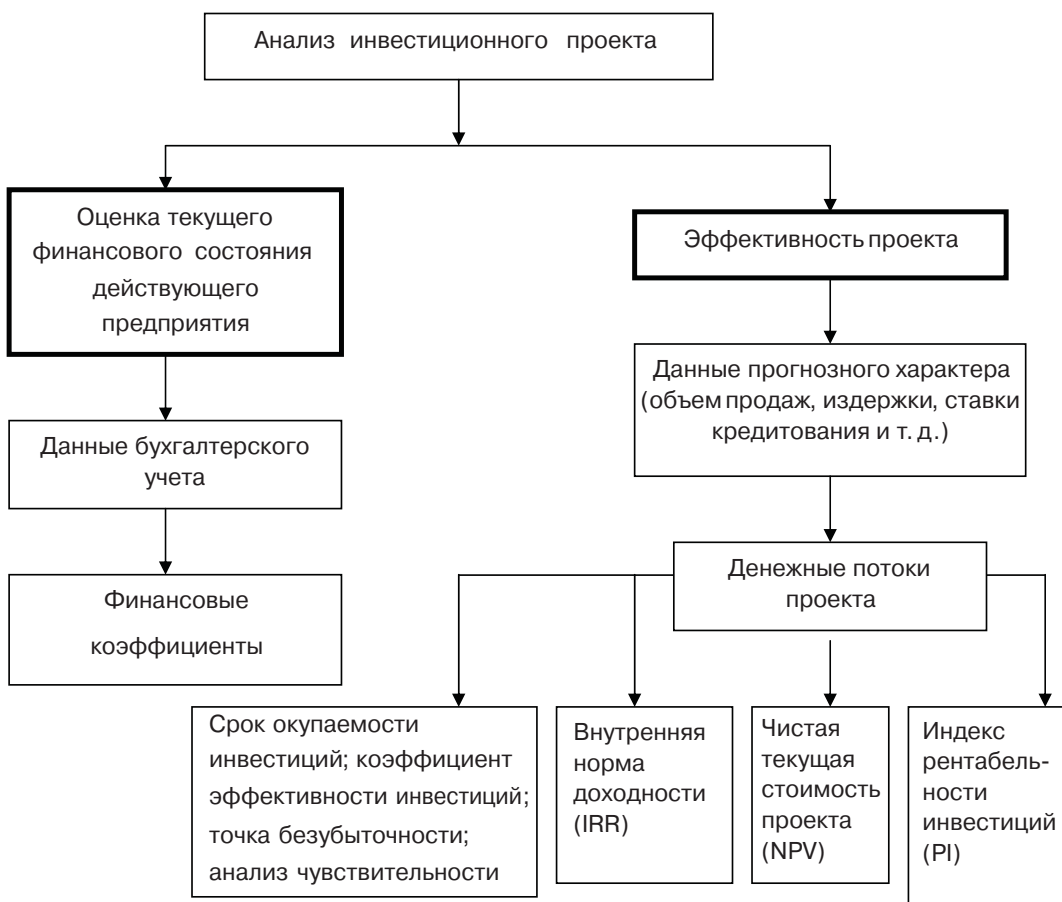 Анализ инвестиционного проекта
Оценка текущего
финансового состояния
действующего
предприятия
Эффективность проекта
Данные прогнозного характера
(объем продаж, издержки, ставки
кредитования и т. д.)
Данные бухгалтерского
учета
Денежные потоки
проекта
Финансовые
коэффициенты
Срок окупаемости
инвестиций; коэффициент
эффективности инвестиций;
точка безубыточности;
анализ чувствительности
Внутренняя
норма
доходности
(IRR)
Чистая
текущая
стоимость
проекта
(NPV)
Индекс
рентабель-
ности
инвестиций
(PI)